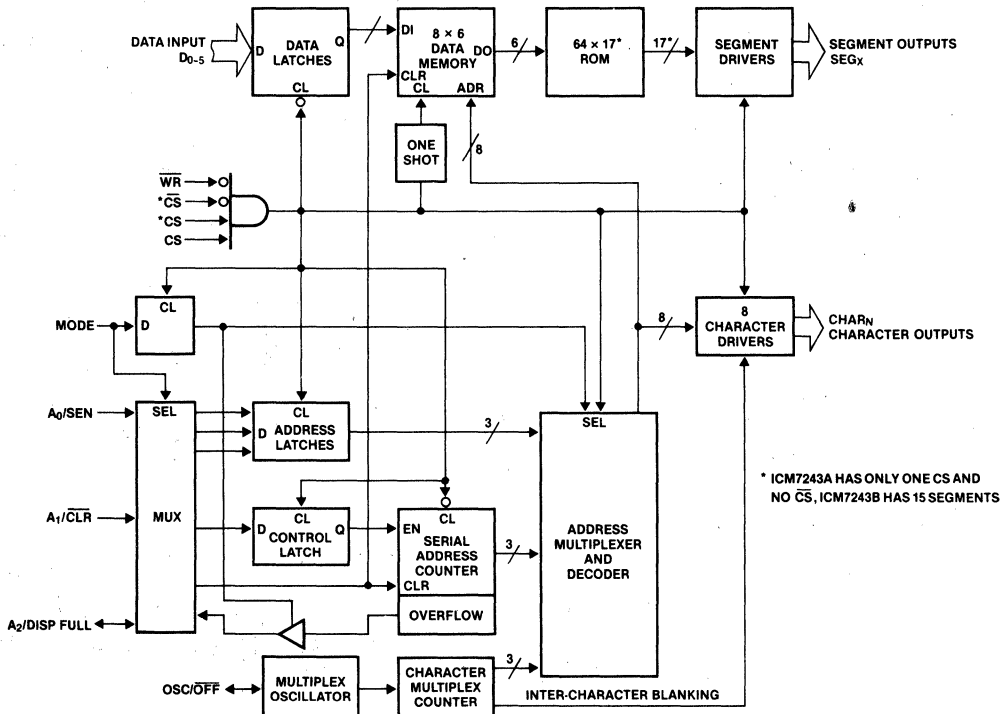 DATA INPUT
D0-5
D
DATA
LATCHES
Q
CL
DI
8 × 6
DATA
MEMORY
DO
CLR
CL
ADR
6
64 × 17*
ROM
17*
SEGMENT
DRIVERS
SEGMENT OUTPUTS
SEGX
ONE
SHOT
8
WR
*CS
*CS
CS
MODE
CL
D
8
8
CHARACTER
DRIVERS
CHARN
CHARACTER OUTPUTS
A0/SEN
SEL
MUX
CL
D
ADDRESS
LATCHES
3
SEL
ADDRESS
MULTIPLEXER
AND
DECODER
* ICM7243A HAS ONLY ONE CS AND
NO CS, ICM7243B HAS 15 SEGMENTS
A1/CLR
CL
D
Q
CONTROL
LATCH
EN
CL
SERIAL
ADDRESS
COUNTER
CLR
3
OVERFLOW
A2/DISP FULL
OSC/OFF
MULTIPLEX
OSCILLATOR
CHARACTER
MULTIPLEX
COUNTER
3
INTER-CHARACTER BLANKING